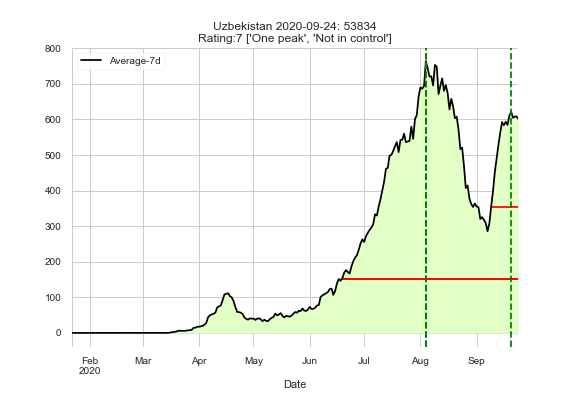 Uzbekistan 2020-09-24: 53834
Rating:7 ['One peak', 'Not in control']
Average-7d
800
700
600
500
400
300
200
100
0
Feb Mar Apr May Jun Jul Aug Sep
2020
Date